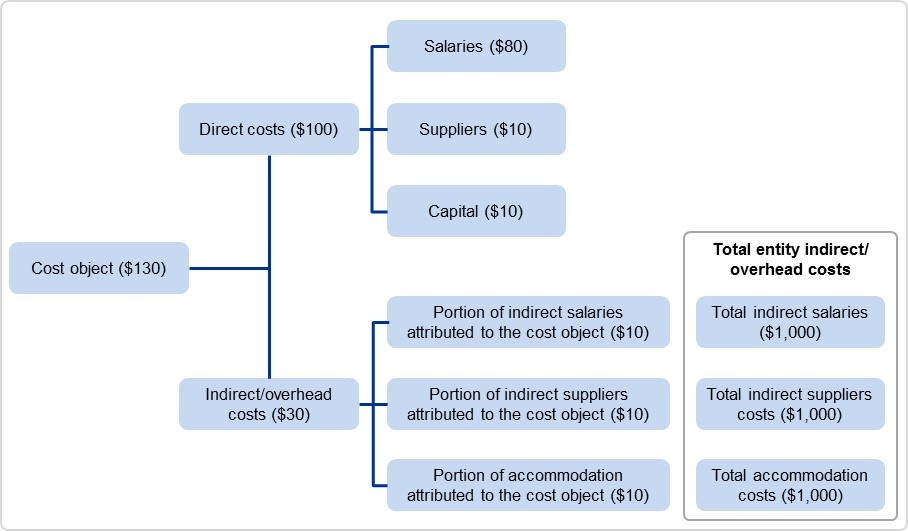 Salaries ($80)
Direct costs ($100)
Suppliers ($10)
Capital ($10)
Cost object ($130)
Total entity indirect/
overhead costs
Portion of indirect salaries
attributed to the cost object ($10)
Total indirect salaries
($1,000)
Indirect/overhead
costs ($30)
Portion of indirect suppliers
attributed to the cost object ($10)
Total indirect suppliers
costs ($1,000)
Portion of accommodation
attributed to the cost object ($10)
Total accommodation
costs ($1,000)